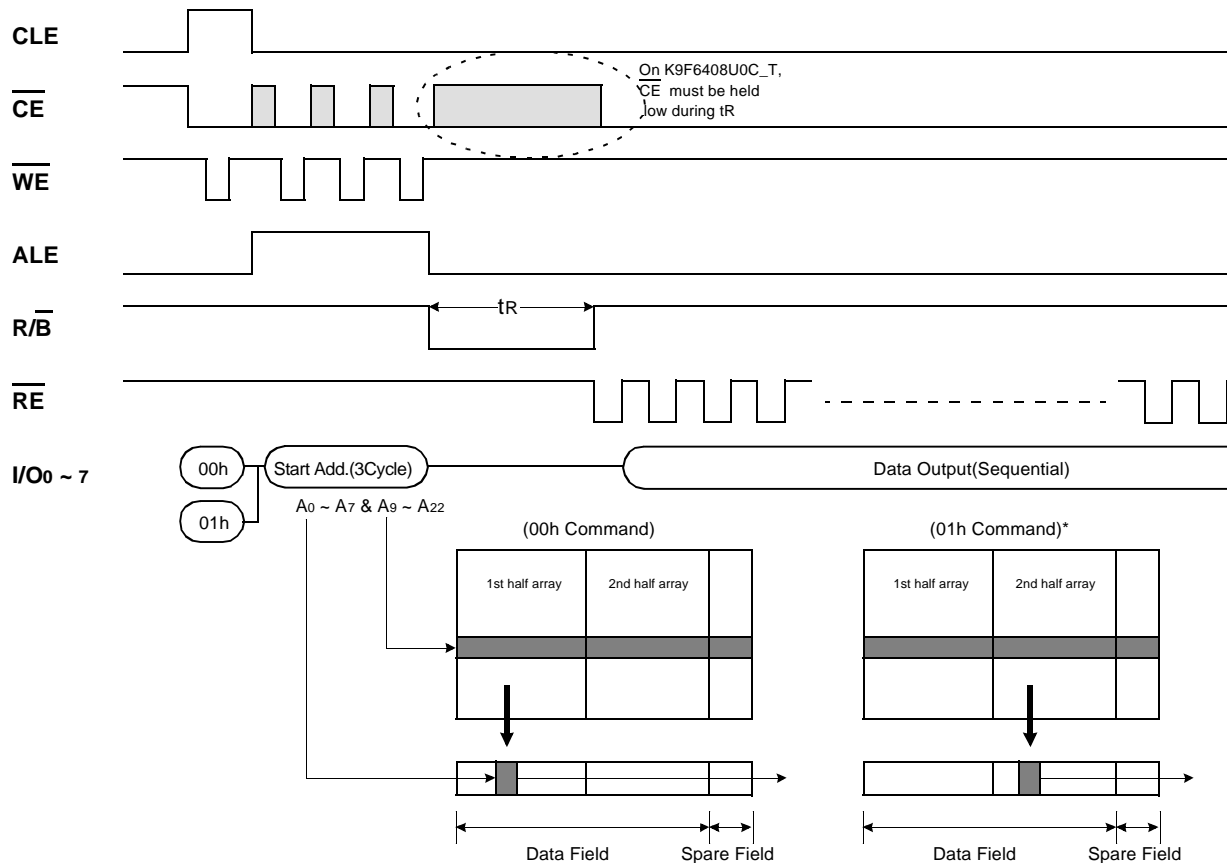 CLE
CE
On K9F6408U0C_T,
CE must be held
low during tR
WE
ALE
R/B
tR
RE
I/O0 ~ 7
00h
Start Add.(3Cycle)
Data Output(Sequential)
01h
A0 ~ A7 & A9 ~ A22
(00h Command)
(01h Command)*
1st half array
2nd half array
1st half array
2nd half array
Data Field
Spare Field
Data Field
Spare Field